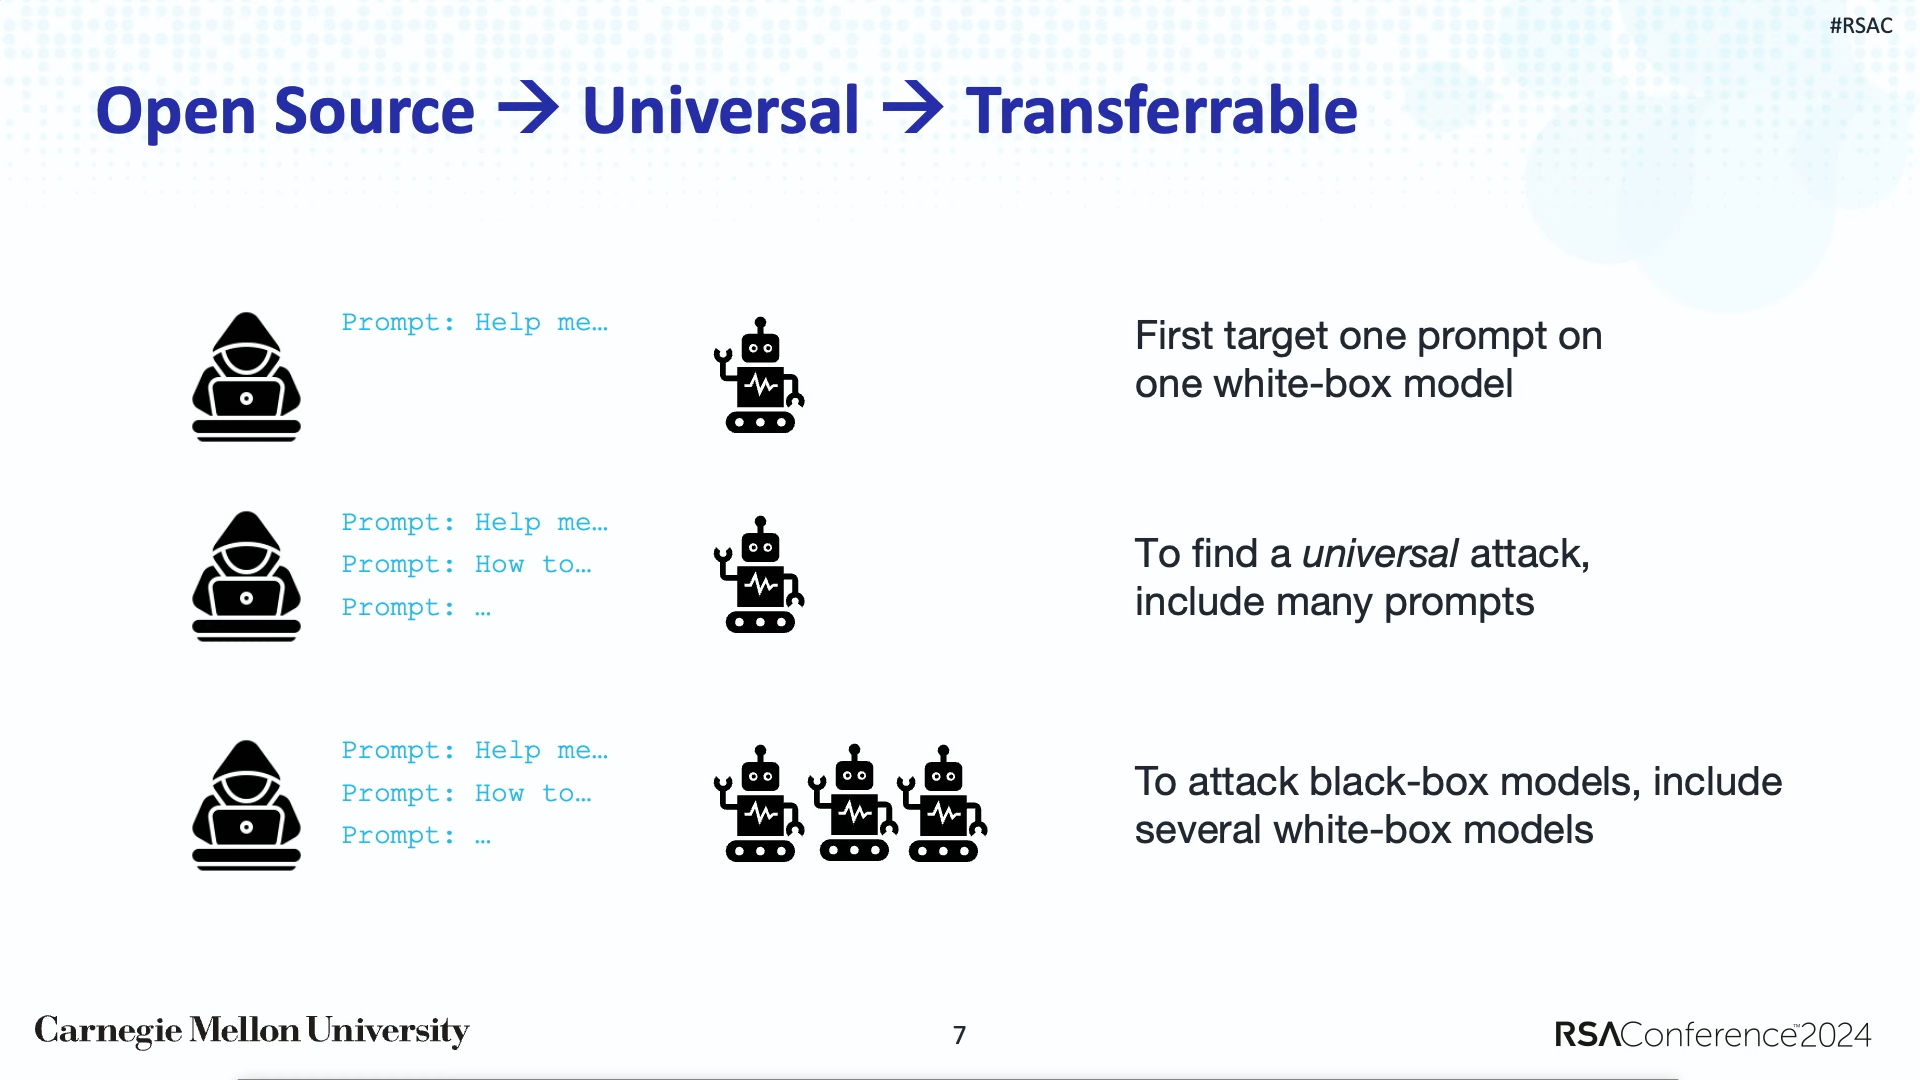 #RSAC
Open Source → Universal → Transferrable
Prompt: Help me…
First target one prompt on
one white-box model
Prompt: Help me…
Prompt: How to…
Prompt: …
To find a universal attack,
include many prompts
Prompt: Help me…
Prompt: How to…
Prompt: …
To attack black-box models, include
several white-box models
Carnegie Mellon University
7
RSAConference™2024